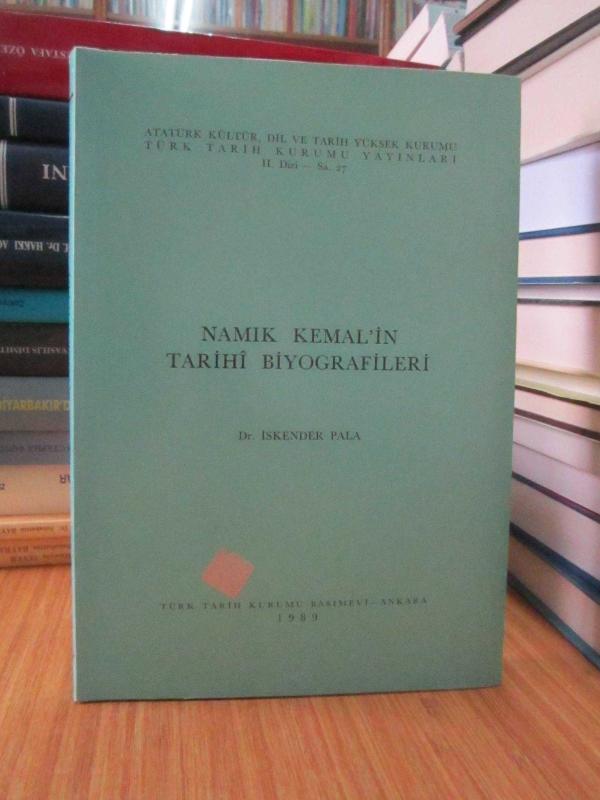 ATATÜRK KÜLTÜR, DİL VE TARİH YÜKSEK KURUMU
TÜRK TARİH KURUMU YAYINLARI
II. Dizi — Sa. 27
NAMIK KEMAL'İN
TARİHÎ BİYOGRAFİLERİ
Dr. İSKENDER PALA
TÜRK TARİH KURUMU BASIMEVİ—ANKARA
1989